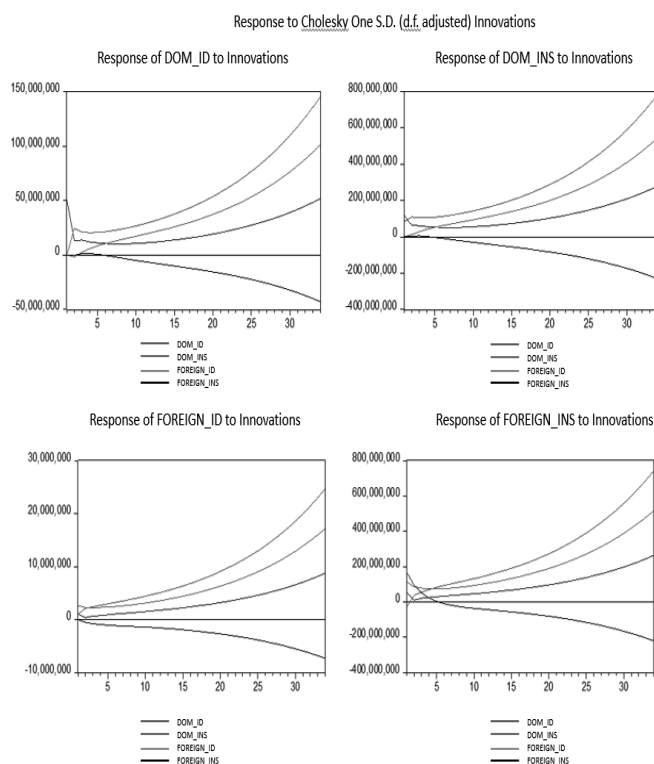 Response to Cholesky One S.D. (d.f. adjusted) Innovations
Response of DOM_ID to Innovations
150,000,000
100,000,000
50,000,000
0
-50,000,000
5 10 15 20 25 30
DOM_ID
DOM_INS
FOREIGN_ID
FOREIGN_INS
Response of DOM_INS to Innovations
800,000,000
600,000,000
400,000,000
200,000,000
0
-200,000,000
-400,000,000
5 10 15 20 25 30
DOM_ID
DOM_INS
FOREIGN_ID
FOREIGN_INS
Response of FOREIGN_ID to Innovations
30,000,000
20,000,000
10,000,000
0
-10,000,000
5 10 15 20 25 30
DOM_ID
DOM_INS
FOREIGN_ID
FOREIGN_INS
Response of FOREIGN_INS to Innovations
800,000,000
600,000,000
400,000,000
200,000,000
0
-200,000,000
-400,000,000
5 10 15 20 25 30
DOM_ID
DOM_INS
FOREIGN_ID
FOREIGN_INS